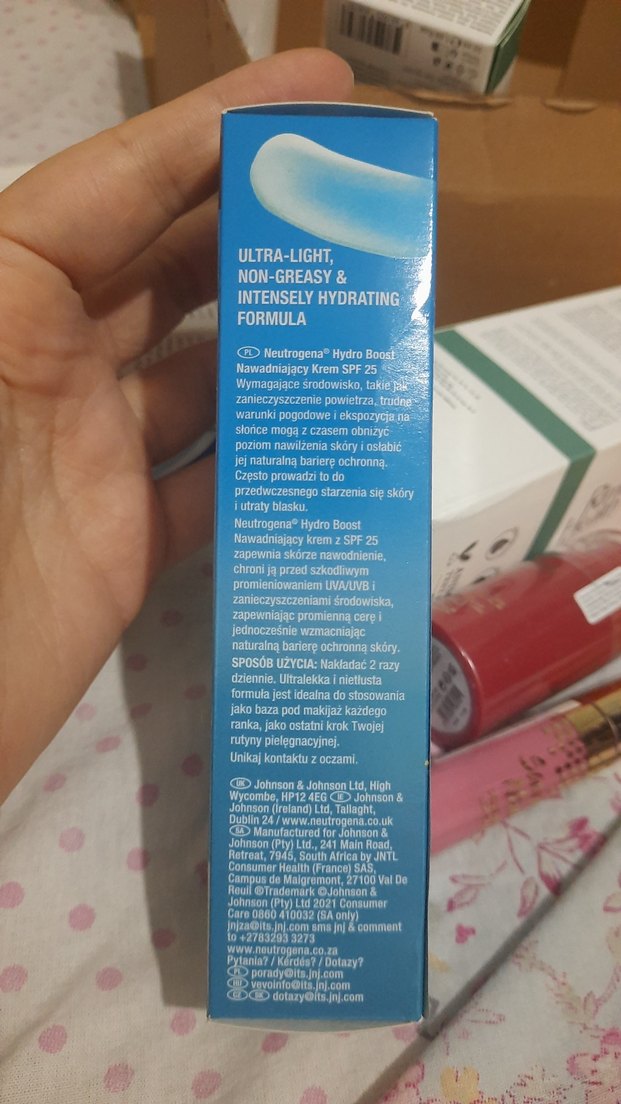 ULTRA-LIGHT,
NON-GREASY &
INTENSELY HYDRATING
FORMULA
PL Neutrogena® Hydro Boost
Nawadniający Krem SPF 25
Wymagające środowisko, takie jak
zanieczyszczenie powietrza, trudne
warunki pogodowe i ekspozycja na
słońce mogą z czasem obniżyć
poziom nawilżenia skóry i osłabić
jej naturalną barierę ochronną.
Często prowadzi to do
przedwczesnego starzenia się skóry
i utraty blasku.
Neutrogena® Hydro Boost
Nawadniający krem z SPF 25
zapewnia skórze nawodnienie,
chroni ją przed szkodliwym
promieniowaniem UVA/UVB i
zanieczyszczeniami środowiska,
zapewniając promienną cerę i
jednocześnie wzmacniając
naturalną barierę ochronną skóry.
SPOSÓB UŻYCIA: Nakładać 2 razy
dziennie. Ultralekka i nietłusta
formuła jest idealna do stosowania
jako baza pod makijaż każdego
ranka, jako ostatni krok Twojej
rutyny pielęgnacyjnej.
Unikaj kontaktu z oczami.
UK Johnson & Johnson Ltd, High
Wycombe, HP12 4EG IE Johnson &
Johnson (Ireland) Ltd, Tallaght,
Dublin 24 / www.neutrogena.co.uk
SA Manufactured for Johnson &
Johnson (Pty) Ltd., 241 Main Road,
Retreat, 7945, South Africa by JNTL
Consumer Health (France) SAS,
Campus de Maigremont, 27100 Val De
Reuil ®Trademark ©Johnson &
Johnson (Pty) Ltd 2021 Consumer
Care 0860 410032 (SA only)
jnjza@its.jnj.com sms jnj & comment
to +2783293 3273
www.neutrogena.co.za
Pytania? / Kérdés? / Dotazy?
PL porady@its.jnj.com
HU vevoinfo@its.jnj.com
CZ SK dotazy@its.jnj.com